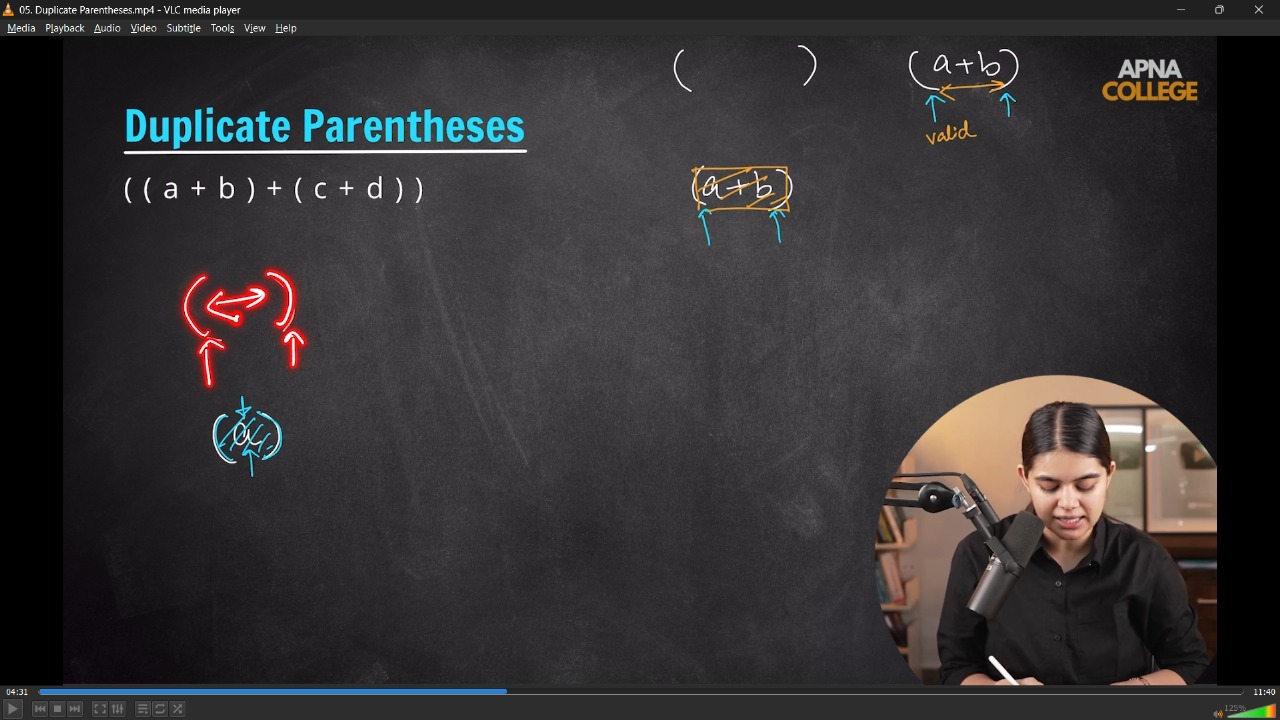 05. Duplicate Parentheses.mp4 - VLC media player
Media Playback Audio Video Subtitle Tools View Help
( ) (a+b)
APNA
COLLEGE
valid
Duplicate Parentheses
((a+b)+(c+d))
(a+b)
( )
(a)
04:31
11:40
125%